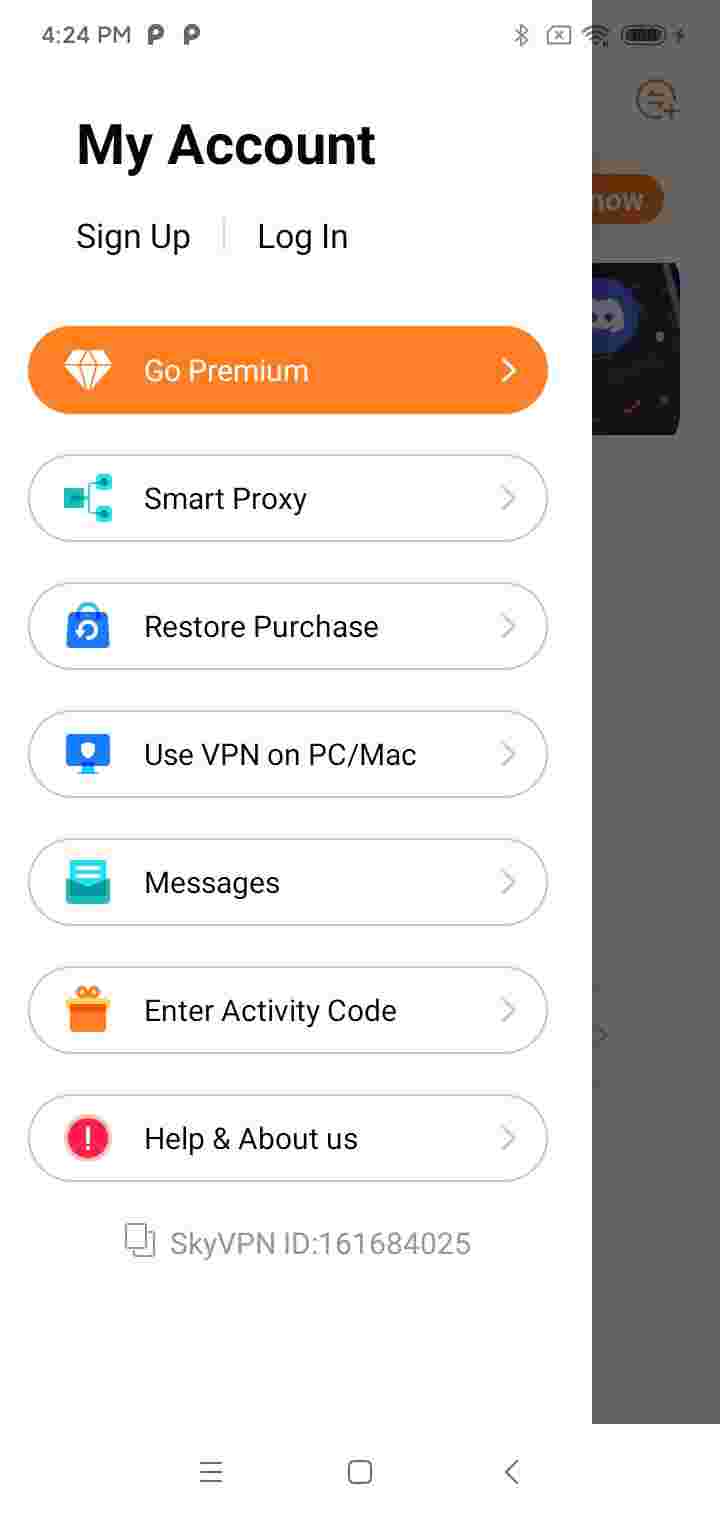 4:24 PM
My Account
Sign Up
Log In
now
Go Premium
Smart Proxy
Restore Purchase
Use VPN on PC/Mac
Messages
Enter Activity Code
Help & About us
SkyVPN ID:161684025